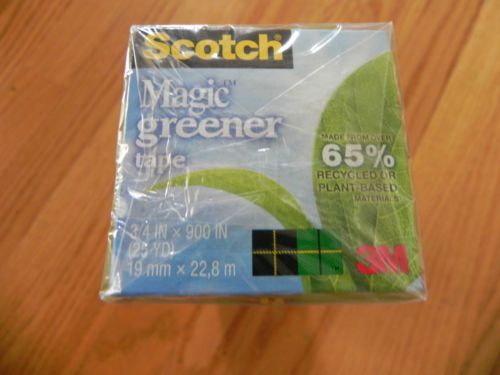 Scotch
Magic™
greener
tape
MADE FROM OVER
65%
RECYCLED OR
PLANT-BASED
MATERIALS
3/4 IN × 900 IN
(25 YD)
19 mm × 22,8 m
3M